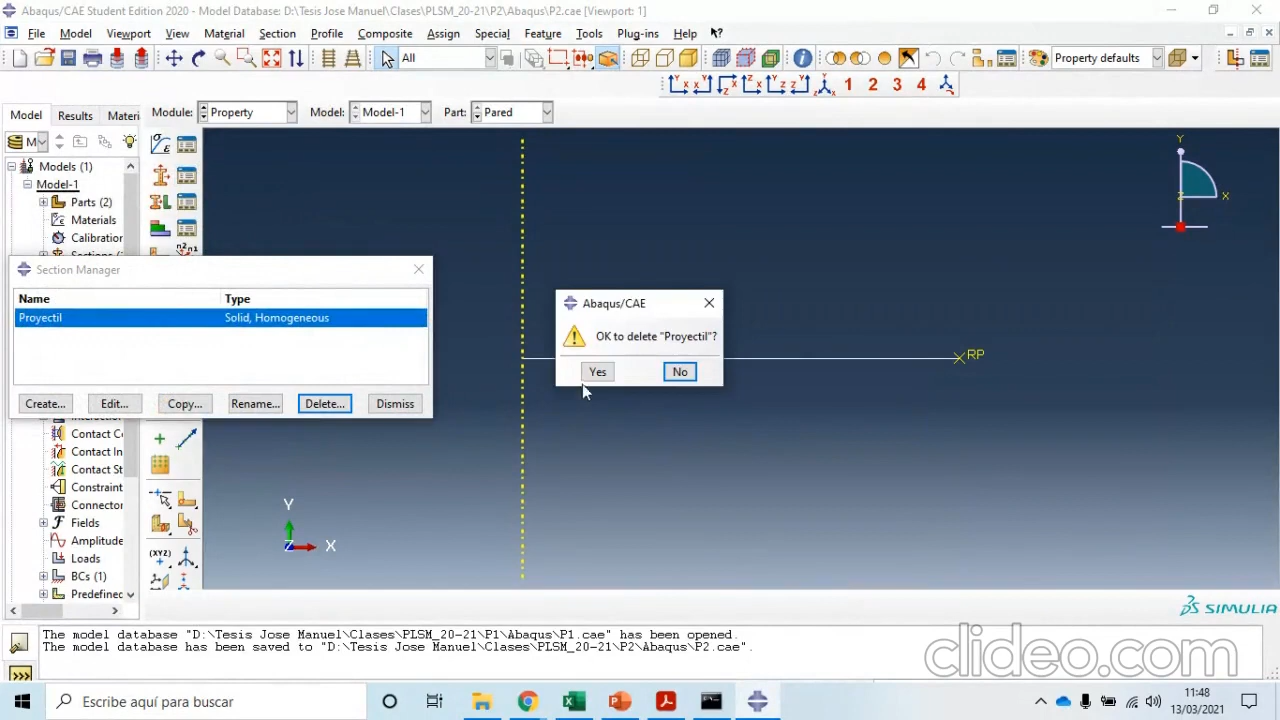 Abaqus/CAE Student Edition 2020 - Model Database: D:\Tesis Jose Manuel\Clases\PLSM_20-21\P2\Abaqus\P2.cae [Viewport: 1]
File Model Viewport View Material Section Profile Composite Assign Special Feature Tools Plug-ins Help
All
Property defaults
1 2 3 4
Model Results Materi
Module: Property Model: Model-1 Part: Pared
M
Models (1)
Model-1
Parts (2)
Materials
Calibration
Section Manager
Name Type
Proyectil Solid, Homogeneous
Create... Edit... Copy... Rename... Delete... Dismiss
Abaqus/CAE
OK to delete "Proyectil"?
Yes No
RP
Y
X
Z
Contact C
Contact In
Contact St
Constraint
Connector
Fields
Amplitude
Loads
BCs (1)
Predefined
(XYZ)
Y
X
Z
SIMULIA
The model database "D:\Tesis Jose Manuel\Clases\PLSM_20-21\P1\Abaqus\P1.cae" has been opened.
The model database has been saved to "D:\Tesis Jose Manuel\Clases\PLSM_20-21\P2\Abaqus\P2.cae".
>>>
clideo.com
Escribe aquí para buscar
11:48
13/03/2021